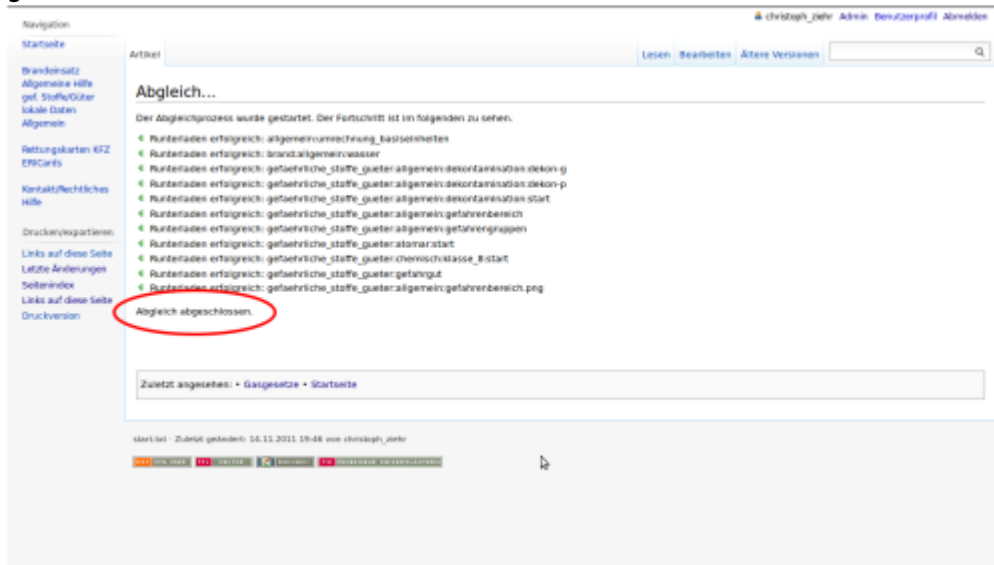 christoph_ziehr Admin Benutzerprofil Abmelden
Navigation
Startseite
Brandeinsatz
Allgemeine Hilfe
gef. Stoffe/Güter
lokale Daten
Allgemein
Rettungskarten KFZ
ERICards
Kontakt/Rechtliches
Hilfe
Drucken/exportieren
Links auf diese Seite
Letzte Änderungen
Seitenindex
Links auf diese Seite
Druckversion
Artikel
Lesen Bearbeiten Ältere Versionen
Abgleich...
Der Abgleichprozess wurde gestartet. Der Fortschritt ist im folgenden zu sehen.
Runterladen erfolgreich: allgemein:umrechnung_basiseinheiten
Runterladen erfolgreich: brand:allgemein:wasser
Runterladen erfolgreich: gefaehrliche_stoffe_gueter:allgemein:dekontamination:dekon-g
Runterladen erfolgreich: gefaehrliche_stoffe_gueter:allgemein:dekontamination:dekon-p
Runterladen erfolgreich: gefaehrliche_stoffe_gueter:allgemein:dekontamination:start
Runterladen erfolgreich: gefaehrliche_stoffe_gueter:allgemein:gefahrenbereich
Runterladen erfolgreich: gefaehrliche_stoffe_gueter:allgemein:gefahrengruppen
Runterladen erfolgreich: gefaehrliche_stoffe_gueter:atomar:start
Runterladen erfolgreich: gefaehrliche_stoffe_gueter:chemisch:klasse_8:start
Runterladen erfolgreich: gefaehrliche_stoffe_gueter:gefahrgut
Runterladen erfolgreich: gefaehrliche_stoffe_gueter:allgemein:gefahrenbereich.png
Abgleich abgeschlossen.
Zuletzt angesehen: • Gasgesetze • Startseite
start.txt · Zuletzt geändert: 14.11.2011 19:46 von christoph_ziehr